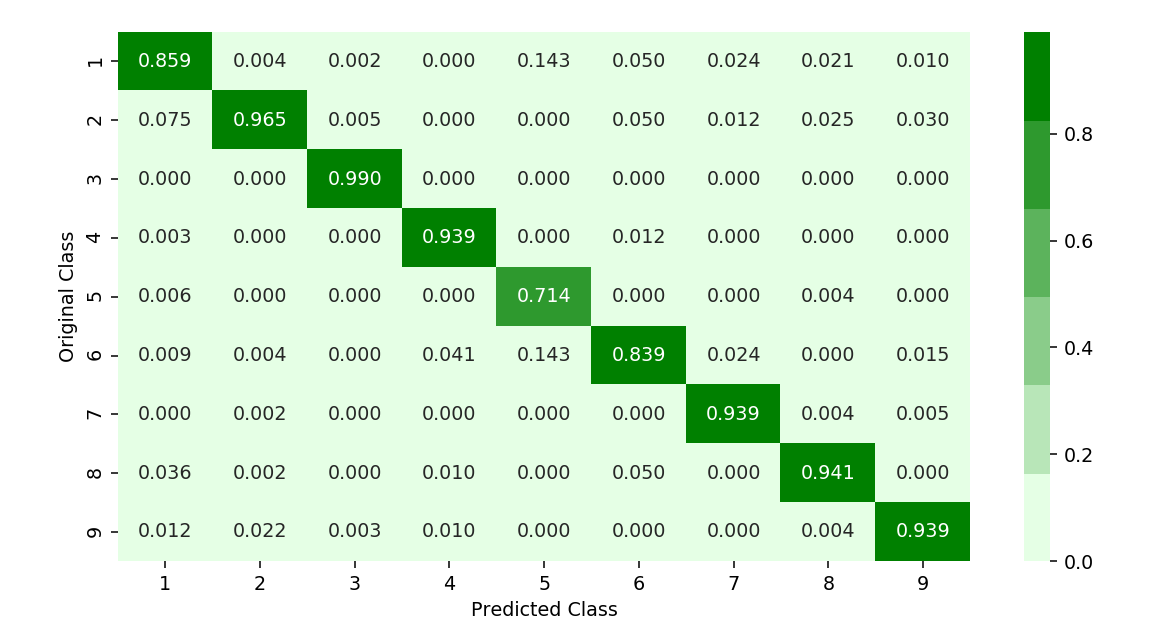 1 0.859 0.004 0.002 0.000 0.143 0.050 0.024 0.021 0.010
2 0.075 0.965 0.005 0.000 0.000 0.050 0.012 0.025 0.030
3 0.000 0.000 0.990 0.000 0.000 0.000 0.000 0.000 0.000
4 0.003 0.000 0.000 0.939 0.000 0.012 0.000 0.000 0.000
5 0.006 0.000 0.000 0.000 0.714 0.000 0.000 0.004 0.000
6 0.009 0.004 0.000 0.041 0.143 0.839 0.024 0.000 0.015
7 0.000 0.002 0.000 0.000 0.000 0.000 0.939 0.004 0.005
8 0.036 0.002 0.000 0.010 0.000 0.050 0.000 0.941 0.000
9 0.012 0.022 0.003 0.010 0.000 0.000 0.000 0.004 0.939
1 2 3 4 5 6 7 8 9
Predicted Class
Original Class
0.8
0.6
0.4
0.2
0.0